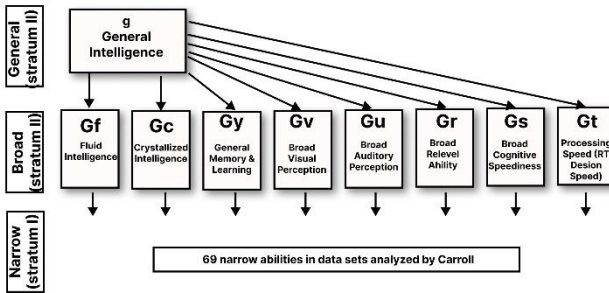 General
(stratum II)
g
General
Intelligence
Broad
(stratum II)
Gf
Fluid
Intelligence
Gc
Crystallized
Intelligence
Gy
General
Memory &
Learning
Gv
Broad
Visual
Perception
Gu
Broad
Auditory
Perception
Gr
Broad
Relevel
Ahility
Gs
Broad
Cognitive
Speediness
Gt
Processing
Speed (RT
Desion
Speed)
Narrow
(stratum I)
69 narrow abilities in data sets analyzed by Carroll